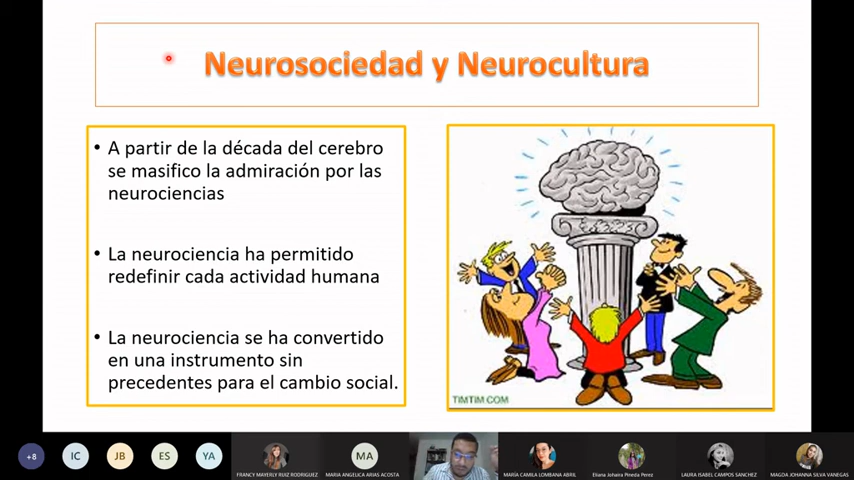 Neurosociedad y Neurocultura
• A partir de la década del cerebro
se masifico la admiración por las
neurociencias
• La neurociencia ha permitido
redefinir cada actividad humana
• La neurociencia se ha convertido
en una instrumento sin
precedentes para el cambio social.
TIMTIM.COM
+8
IC
JB
ES
YA
MA
FRANCY MAYERLY RUIZ RODRIGUEZ
MARIA ANGELICA ARIAS ACOSTA
MARÍA CAMILA LOMBANA ABRIL
Eliana Johaira Pineda Perez
LAURA ISABEL CAMPOS SANCHEZ
MAGDA JOHANNA SILVA VANEGAS